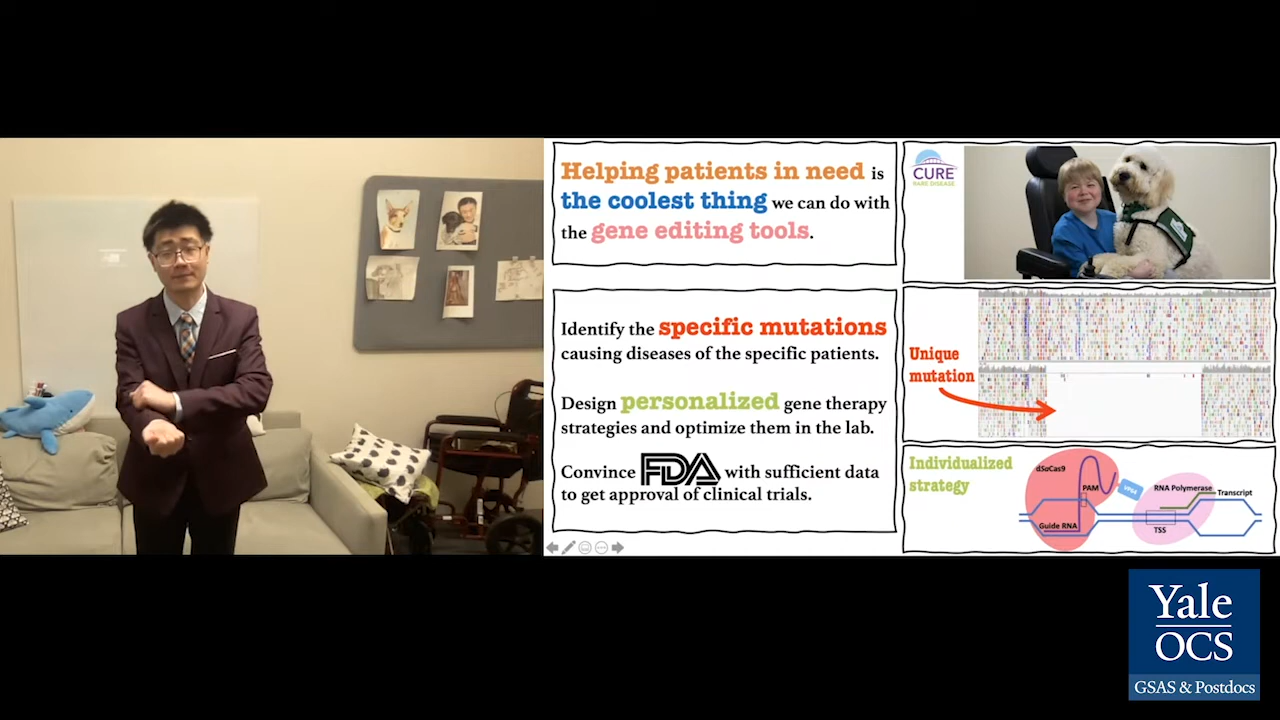 Helping patients in need is
the coolest thing we can do with
the gene editing tools.
Identify the specific mutations
causing diseases of the specific patients.
Design personalized gene therapy
strategies and optimize them in the lab.
Convince FDA with sufficient data
to get approval of clinical trials.
CURE
RARE DISEASE
Unique
mutation
Individualized
strategy
dSaCas9
PAM
VP64
RNA Polymerase
Transcript
Guide RNA
TSS
Yale
OCS
GSAS & Postdocs